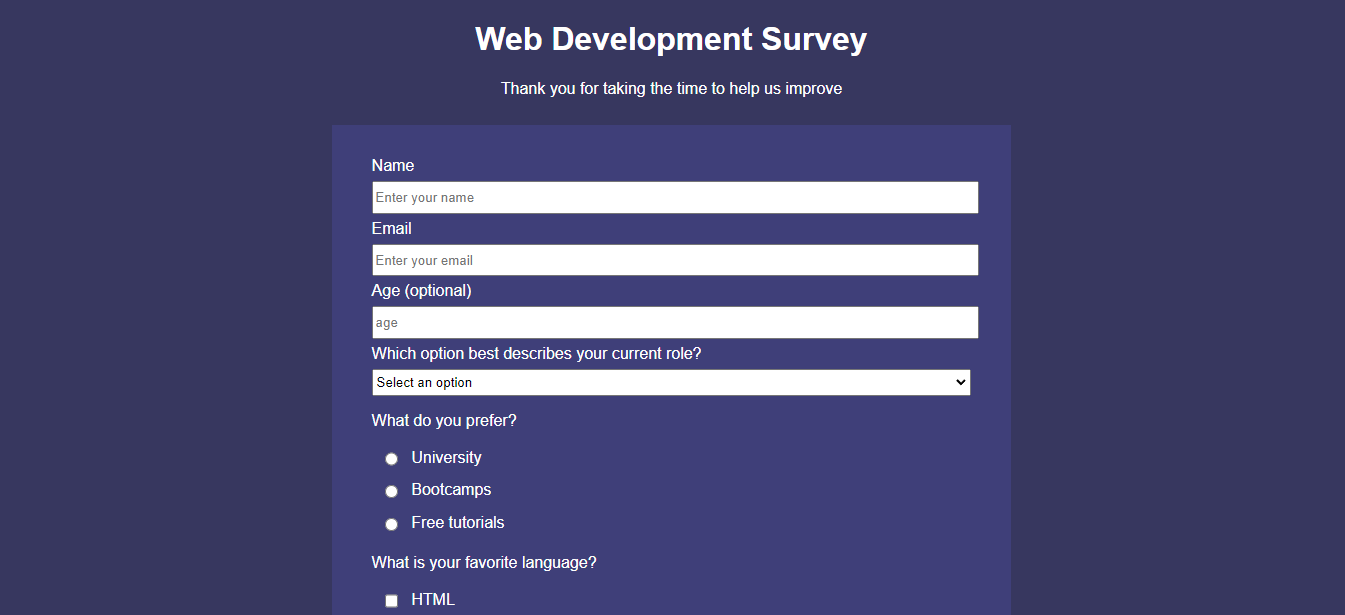 Web Development Survey
Thank you for taking the time to help us improve
Name
Enter your name
Email
Enter your email
Age (optional)
age
Which option best describes your current role?
Select an option
What do you prefer?
University
Bootcamps
Free tutorials
What is your favorite language?
HTML